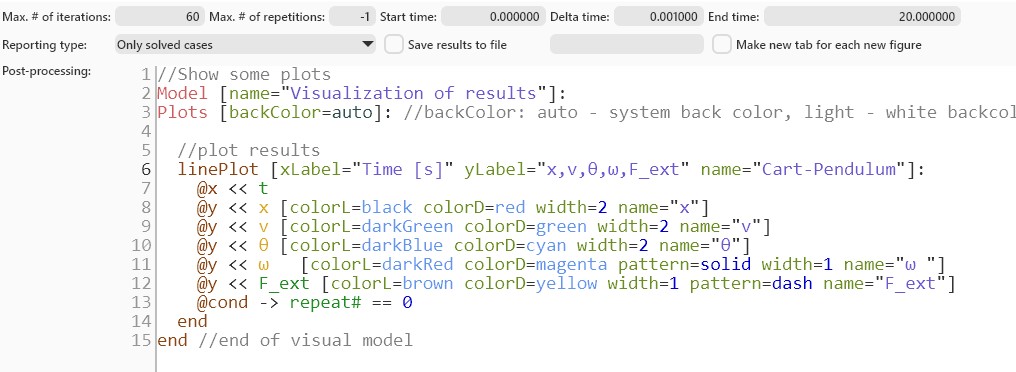 Max. # of iterations: 60 Max. # of repetitions: -1 Start time: 0.000000 Delta time: 0.001000 End time: 20.000000
Reporting type: Only solved cases Save results to file Make new tab for each new figure
Post-processing:
1 //Show some plots
2 Model [name="Visualization of results"]:
3 Plots [backColor=auto]: //backColor: auto - system back color, light - white backcol
4
5 //plot results
6 linePlot [xLabel="Time [s]" yLabel="x,v,θ,ω,F_ext" name="Cart-Pendulum"]:
7 @x << t
8 @y << x [colorL=black colorD=red width=2 name="x"]
9 @y << v [colorL=darkGreen colorD=green width=2 name="v"]
10 @y << θ [colorL=darkBlue colorD=cyan width=2 name="θ"]
11 @y << ω [colorL=darkRed colorD=magenta pattern=solid width=1 name="ω "]
12 @y << F_ext [colorL=brown colorD=yellow width=1 pattern=dash name="F_ext"]
13 @cond -> repeat# == 0
14 end
15 end //end of visual model